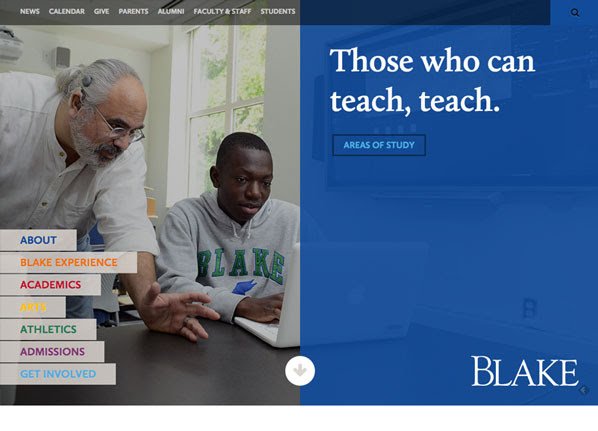 NEWS CALENDAR GIVE PARENTS ALUMNI FACULTY & STAFF STUDENTS
Those who can
teach, teach.
AREAS OF STUDY
BLAKE
ABOUT
BLAKE EXPERIENCE
ACADEMICS
ARTS
ATHLETICS
ADMISSIONS
GET INVOLVED
BLAKE